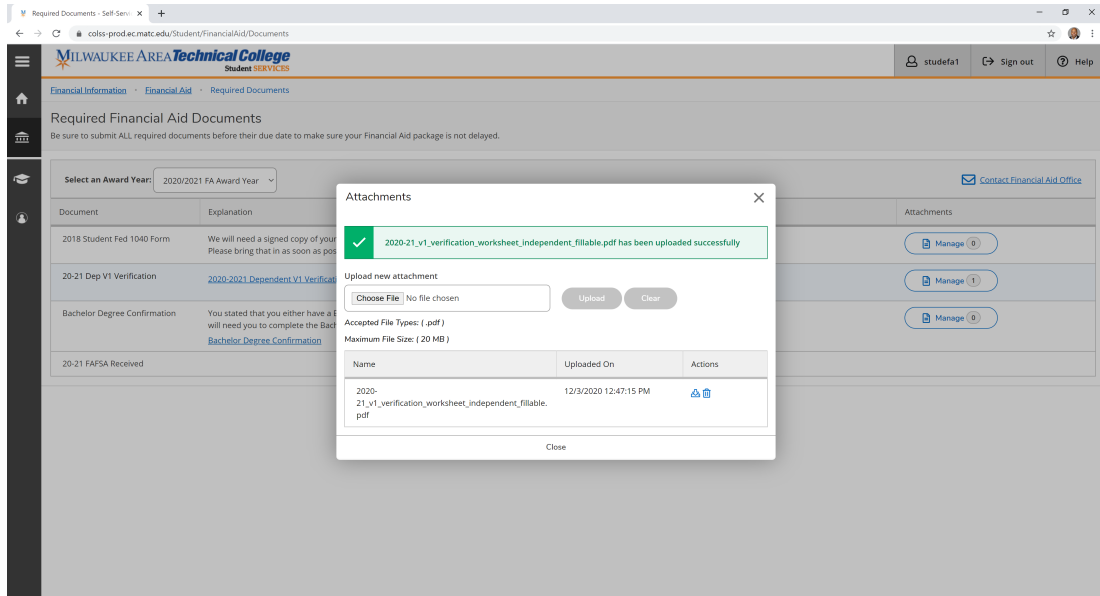 Required Documents - Self-Servi
colss-prod.ec.matc.edu/Student/FinancialAid/Documents
MILWAUKEE AREA Technical College
Student SERVICES
studefa1
Sign out
Help
Financial Information · Financial Aid · Required Documents
Required Financial Aid Documents
Be sure to submit ALL required documents before their due date to make sure your Financial Aid package is not delayed.
Select an Award Year: 2020/2021 FA Award Year
Contact Financial Aid Office
Document Explanation Attachments
2018 Student Fed 1040 Form
We will need a signed copy of your
Please bring that in as soon as pos
Manage 0
20-21 Dep V1 Verification
2020-2021 Dependent V1 Verificat
Manage 1
Bachelor Degree Confirmation
You stated that you either have a
will need you to complete the Bach
Bachelor Degree Confirmation
Manage 0
20-21 FAFSA Received
Attachments
2020-21_v1_verification_worksheet_independent_fillable.pdf has been uploaded successfully
Upload new attachment
Choose File No file chosen
Upload
Clear
Accepted File Types: ( .pdf )
Maximum File Size: ( 20 MB )
Name Uploaded On Actions
2020-
21_v1_verification_worksheet_independent_fillable.
pdf
12/3/2020 12:47:15 PM
Close